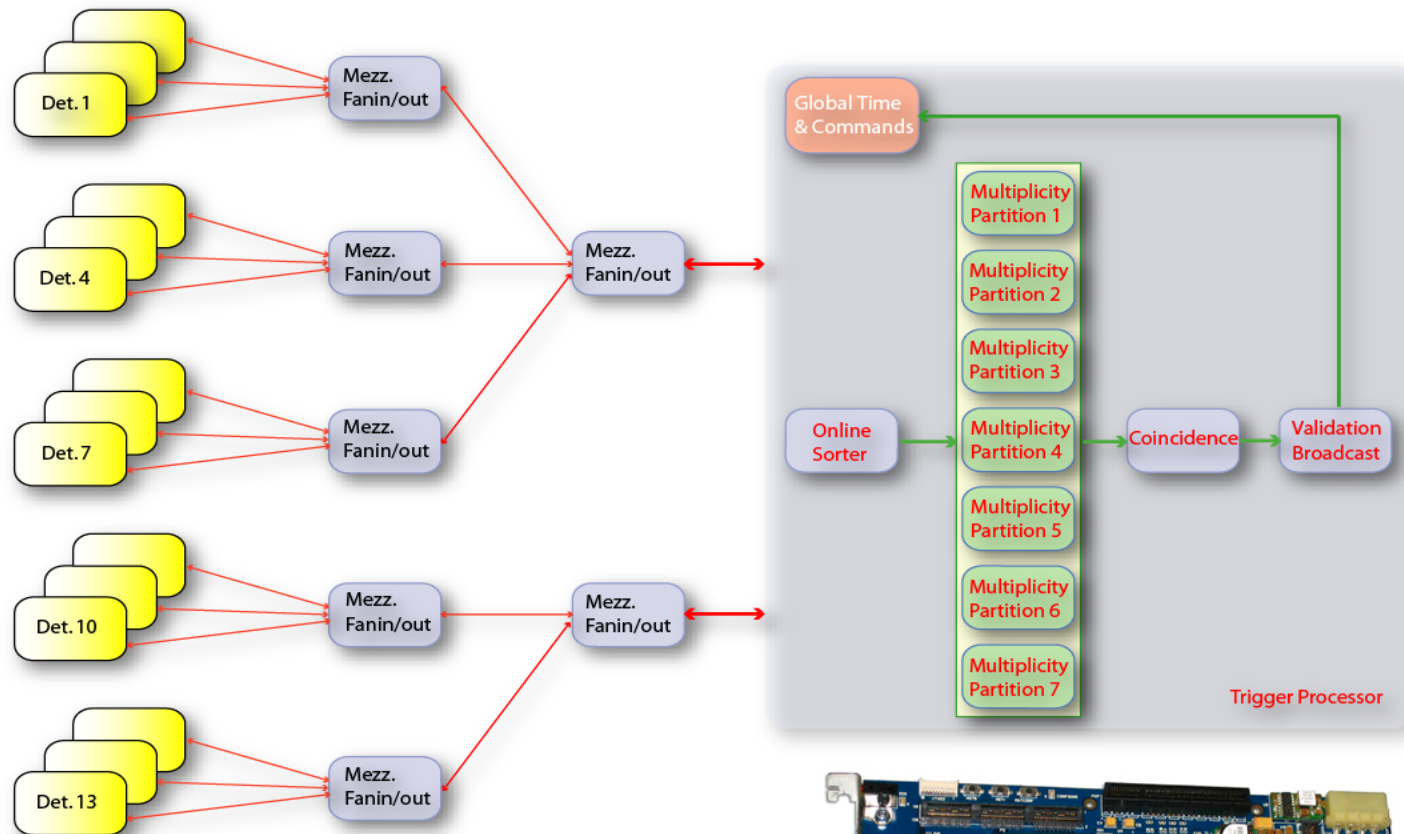 Det. 1
Mezz.
Fanin/out
Det. 4
Mezz.
Fanin/out
Det. 7
Mezz.
Fanin/out
Det. 10
Mezz.
Fanin/out
Det. 13
Mezz.
Fanin/out
Mezz.
Fanin/out
Mezz.
Fanin/out
Global Time
& Commands
Online
Sorter
Multiplicity
Partition 1
Multiplicity
Partition 2
Multiplicity
Partition 3
Multiplicity
Partition 4
Multiplicity
Partition 5
Multiplicity
Partition 6
Multiplicity
Partition 7
Coincidence
Validation
Broadcast
Trigger Processor